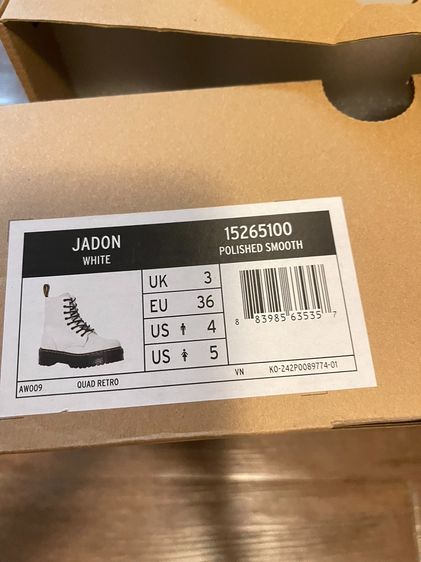 JADON
WHITE
15265100
POLISHED SMOOTH
UK 3
EU 36
US 4
US 5
8 83985 63535 7
AW009
QUAD RETRO
VN
KO-242P0089774-01